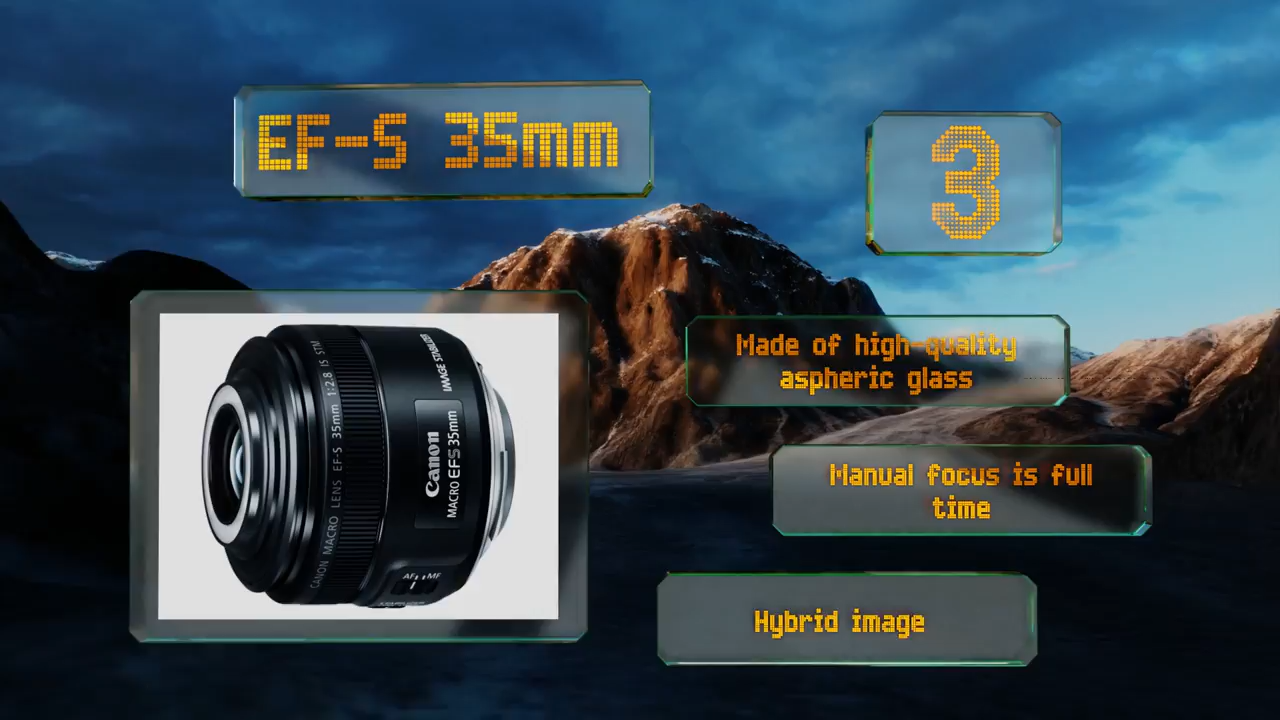 EF-S 35mm
3
CANON MACRO LENS EF-S 35mm 1:2.8 IS STM
IMAGE STABILIZER
Canon
MACRO EFS 35mm
AF MF
Made of high-quality
aspheric glass
Manual focus is full
time
Hybrid image